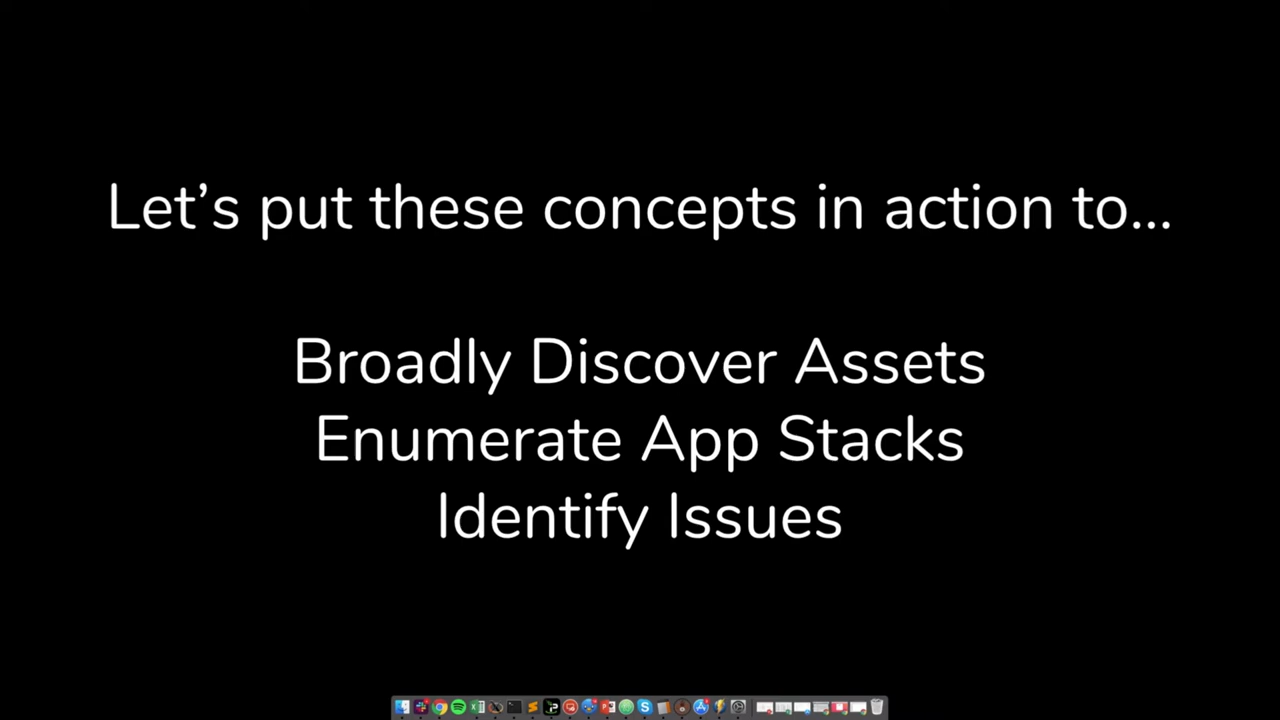 Let’s put these concepts in action to...
Broadly Discover Assets
Enumerate App Stacks
Identify Issues